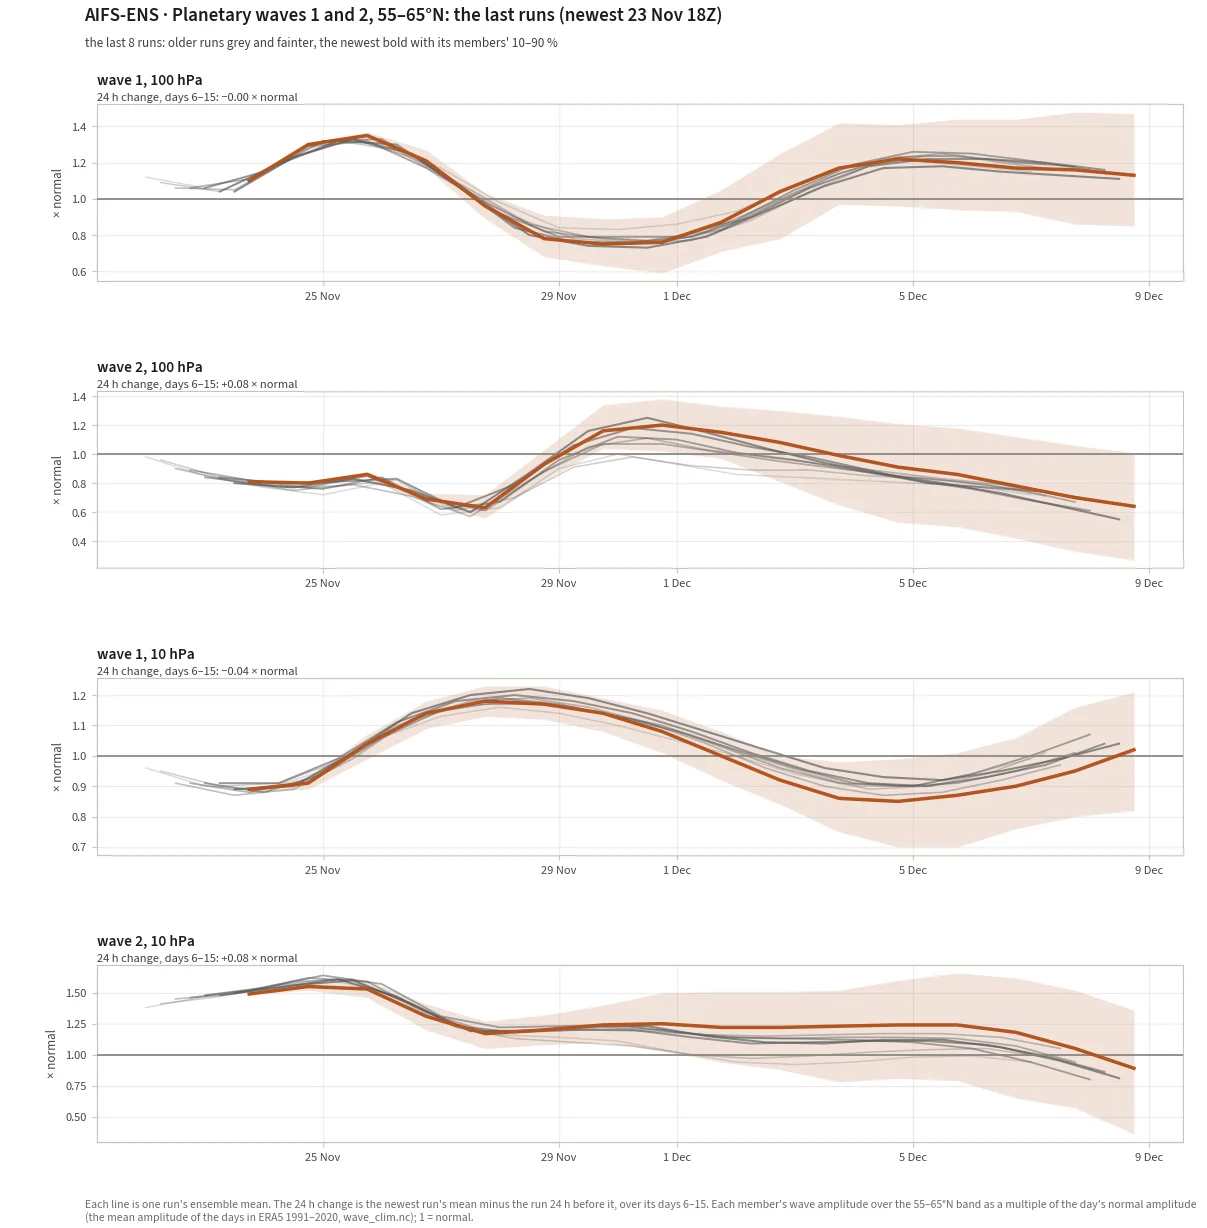 AIFS-ENS · Planetary waves 1 and 2, 55–65°N: the last runs (newest 23 Nov 18Z)
the last 8 runs: older runs grey and fainter, the newest bold with its members' 10–90 %
wave 1, 100 hPa
24 h change, days 6–15: −0.00 × normal
1.4
1.2
1.0
0.8
0.6
× normal
25 Nov
29 Nov
1 Dec
5 Dec
9 Dec
wave 2, 100 hPa
24 h change, days 6–15: +0.08 × normal
1.4
1.2
1.0
0.8
0.6
0.4
× normal
25 Nov
29 Nov
1 Dec
5 Dec
9 Dec
wave 1, 10 hPa
24 h change, days 6–15: −0.04 × normal
1.2
1.1
1.0
0.9
0.8
0.7
× normal
25 Nov
29 Nov
1 Dec
5 Dec
9 Dec
wave 2, 10 hPa
24 h change, days 6–15: +0.08 × normal
1.50
1.25
1.00
0.75
0.50
× normal
25 Nov
29 Nov
1 Dec
5 Dec
9 Dec
Each line is one run's ensemble mean. The 24 h change is the newest run's mean minus the run 24 h before it, over its days 6–15. Each member's wave amplitude over the 55–65°N band as a multiple of the day's normal amplitude
(the mean amplitude of the days in ERA5 1991–2020, wave_clim.nc); 1 = normal.